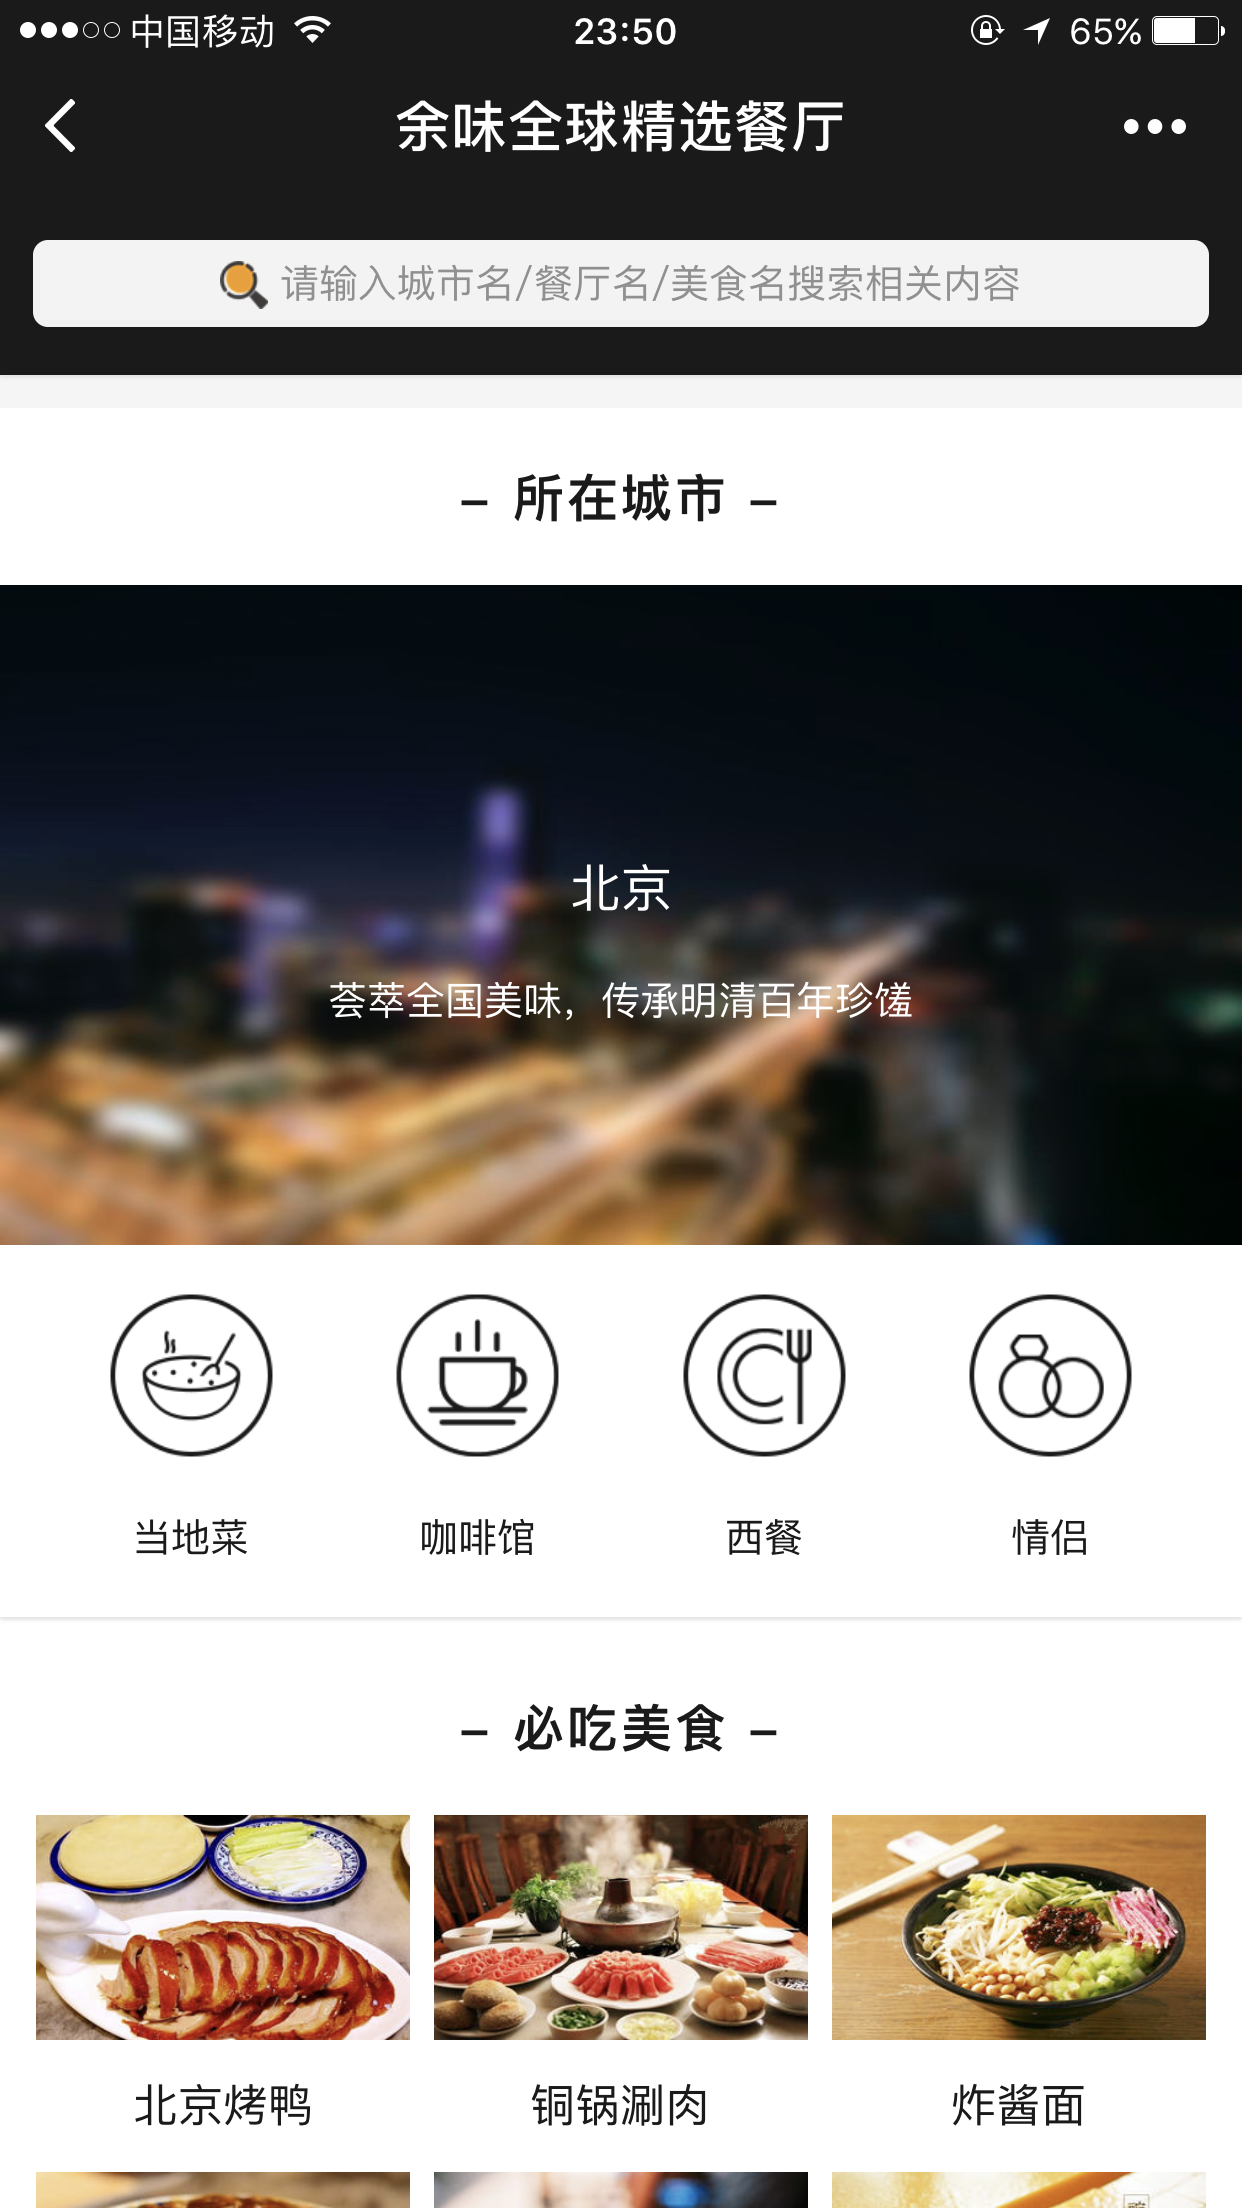 中国移动 23:50 65%
余味全球精选餐厅
请输入城市名/餐厅名/美食名搜索相关内容
– 所在城市 –
北京
荟萃全国美味，传承明清百年珍馐
当地菜 咖啡馆 西餐 情侣
– 必吃美食 –
北京烤鸭 铜锅涮肉 炸酱面